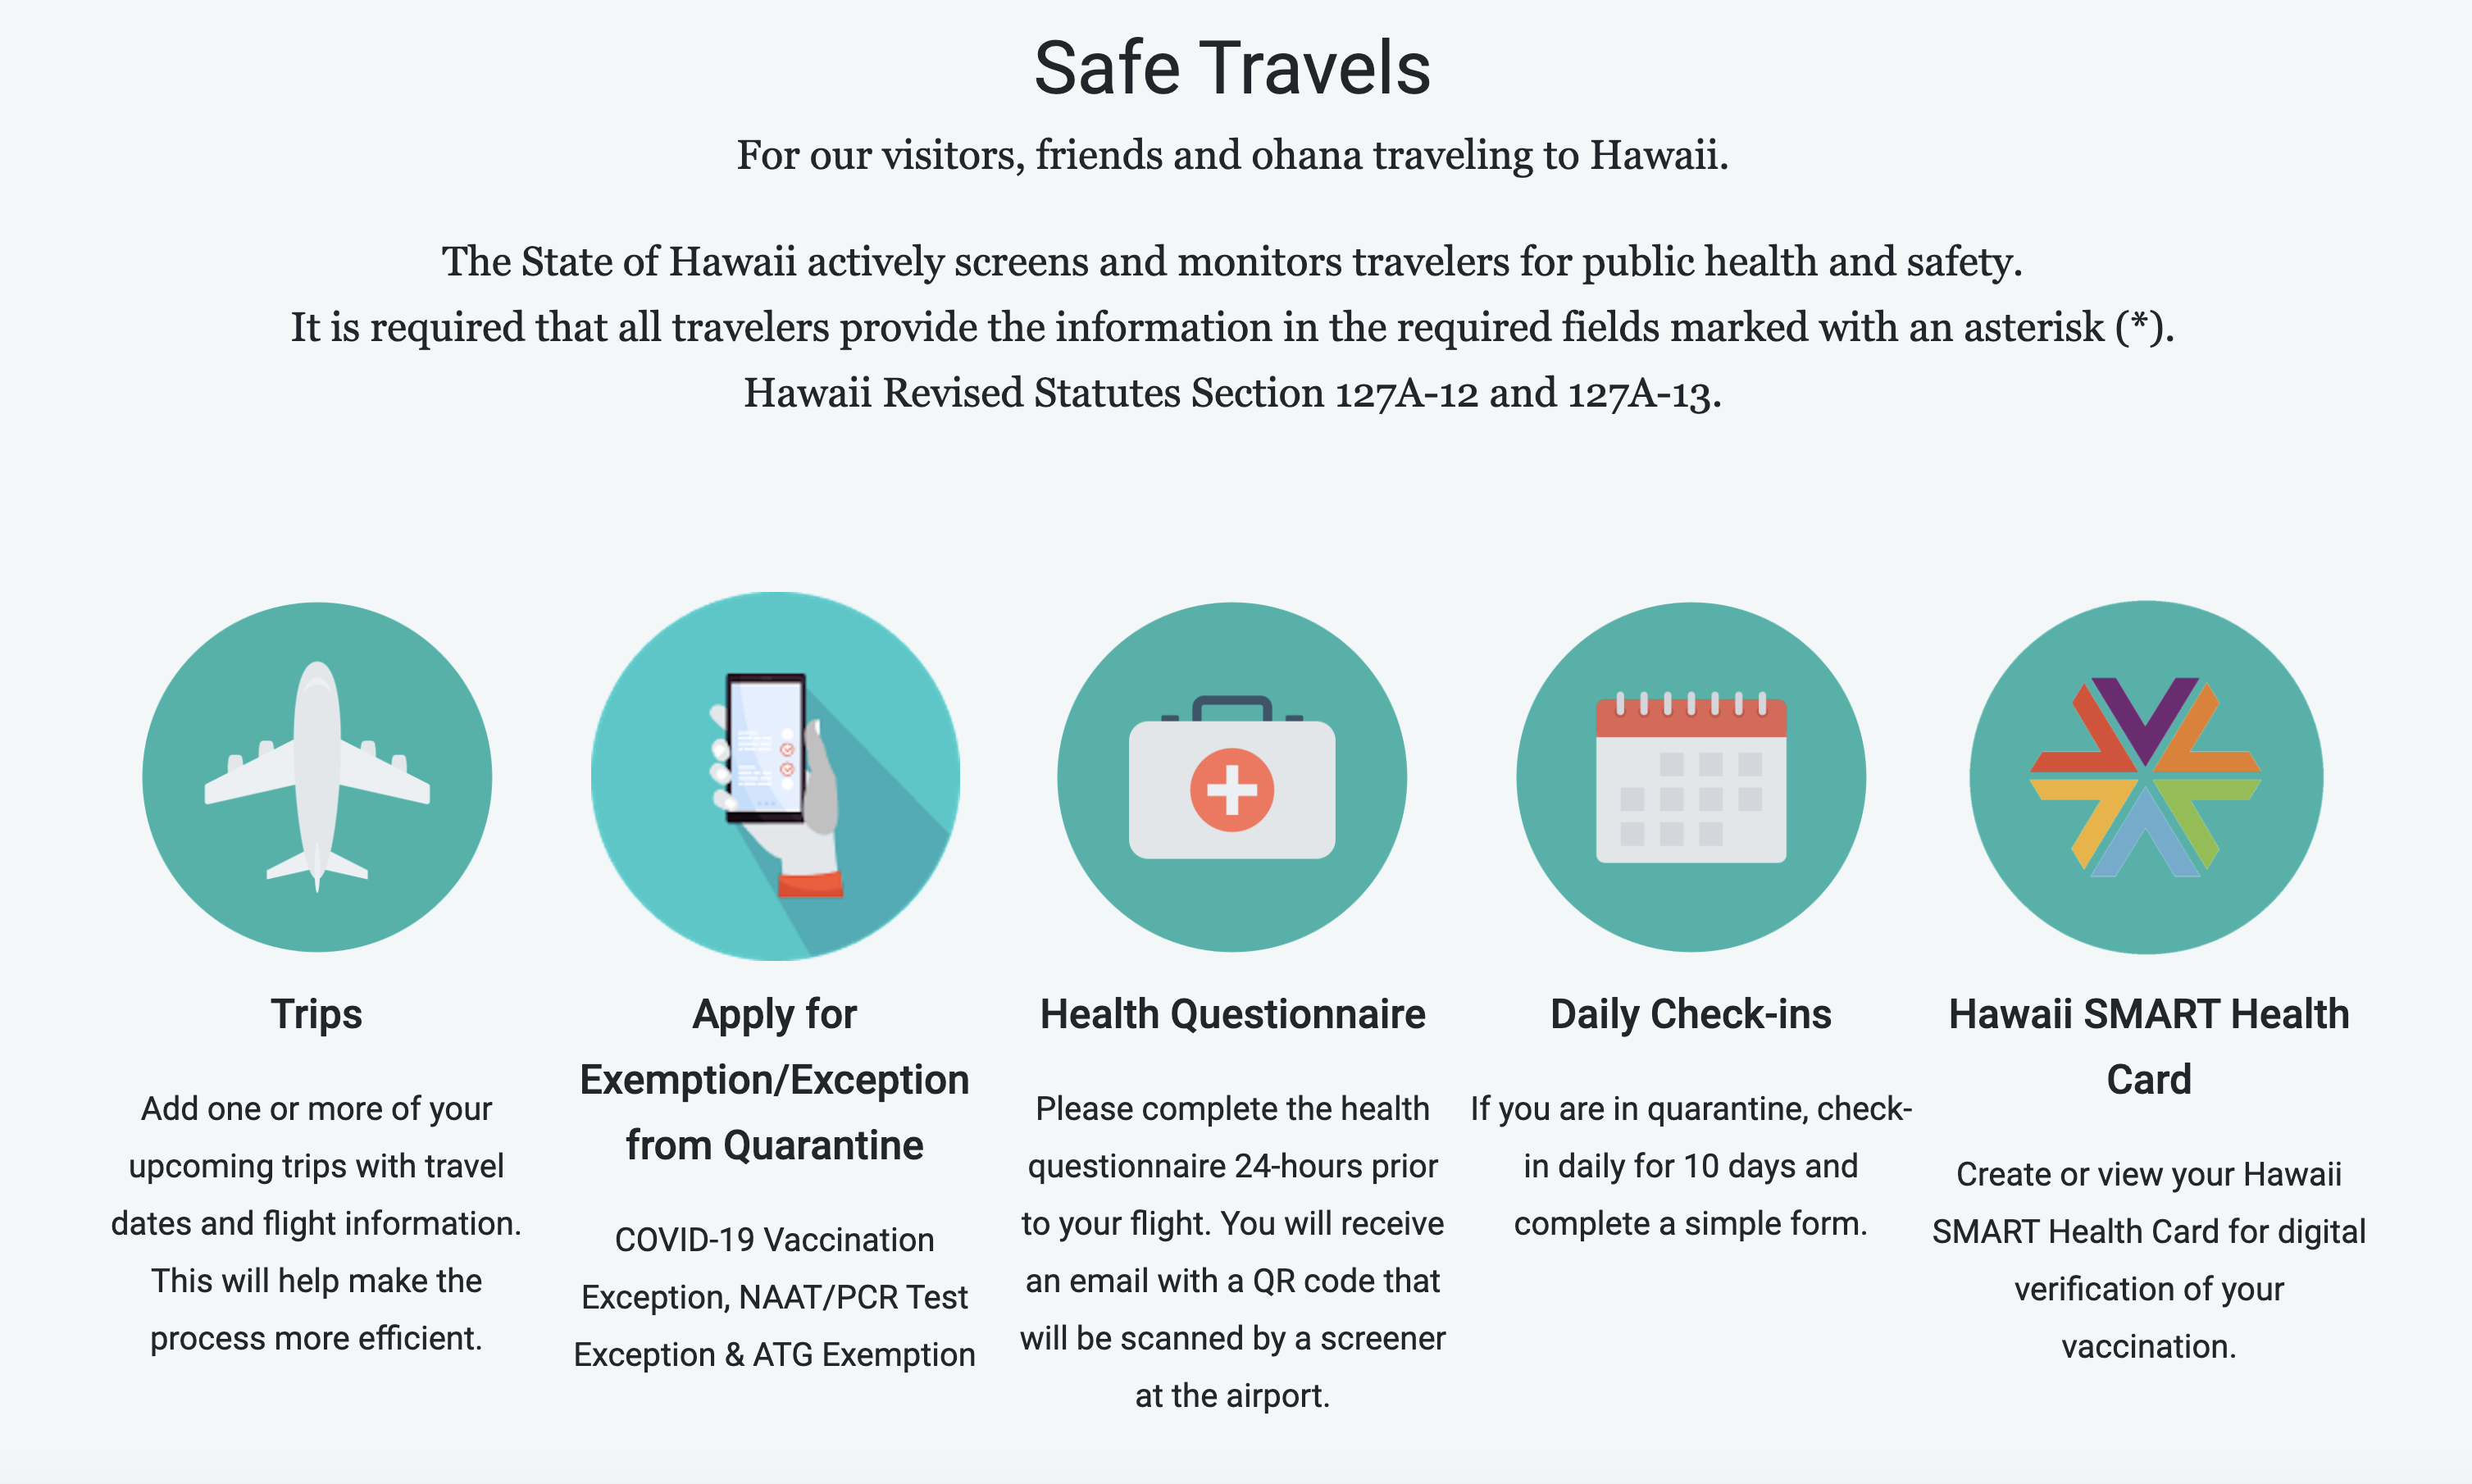 Safe Travels
For our visitors, friends and ohana traveling to Hawaii.
The State of Hawaii actively screens and monitors travelers for public health and safety.
It is required that all travelers provide the information in the required fields marked with an asterisk (*).
Hawaii Revised Statutes Section 127A-12 and 127A-13.
Trips
Add one or more of your
upcoming trips with travel
dates and flight information.
This will help make the
process more efficient.
Apply for
Exemption/Exception
from Quarantine
COVID-19 Vaccination
Exception, NAAT/PCR Test
Exception & ATG Exemption
Health Questionnaire
Please complete the health
questionnaire 24-hours prior
to your flight. You will receive
an email with a QR code that
will be scanned by a screener
at the airport.
Daily Check-ins
If you are in quarantine, check-
in daily for 10 days and
complete a simple form.
Hawaii SMART Health
Card
Create or view your Hawaii
SMART Health Card for digital
verification of your
vaccination.